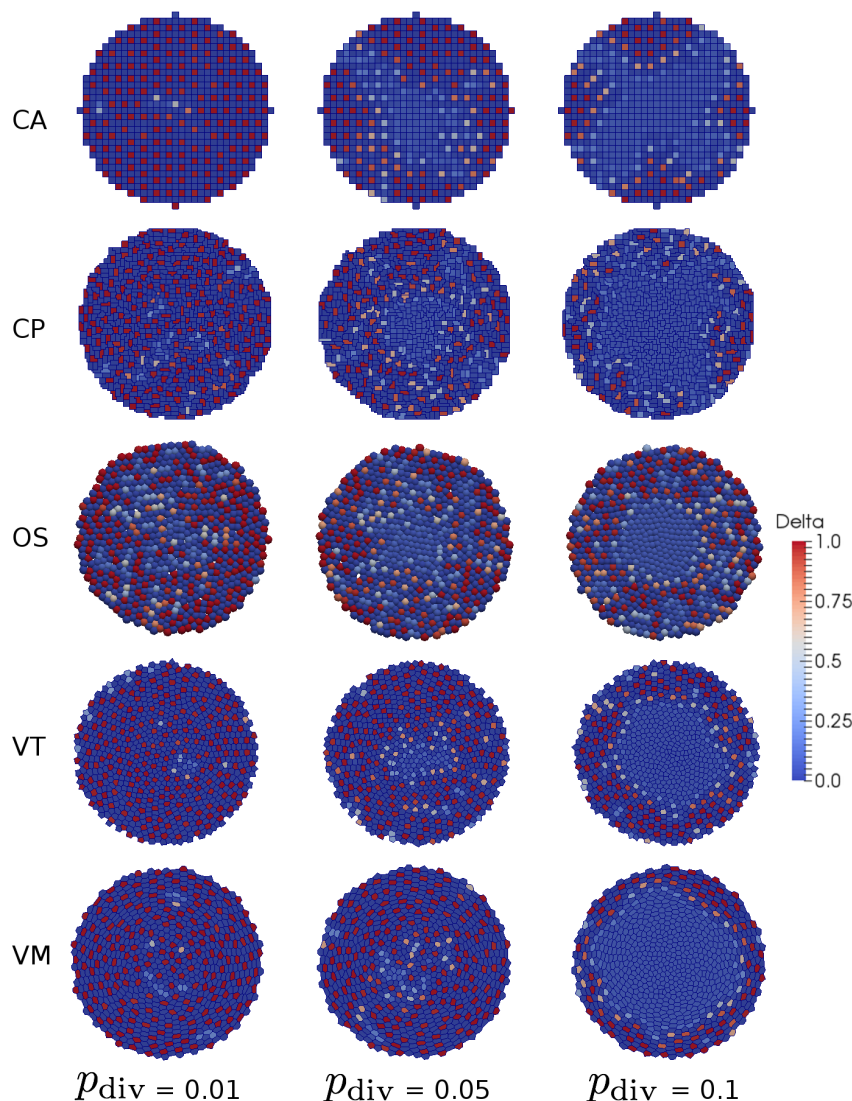 CA
CP
OS
Delta
1.0
0.75
0.5
0.25
0.0
VT
VM
p_div = 0.01
p_div = 0.05
p_div = 0.1